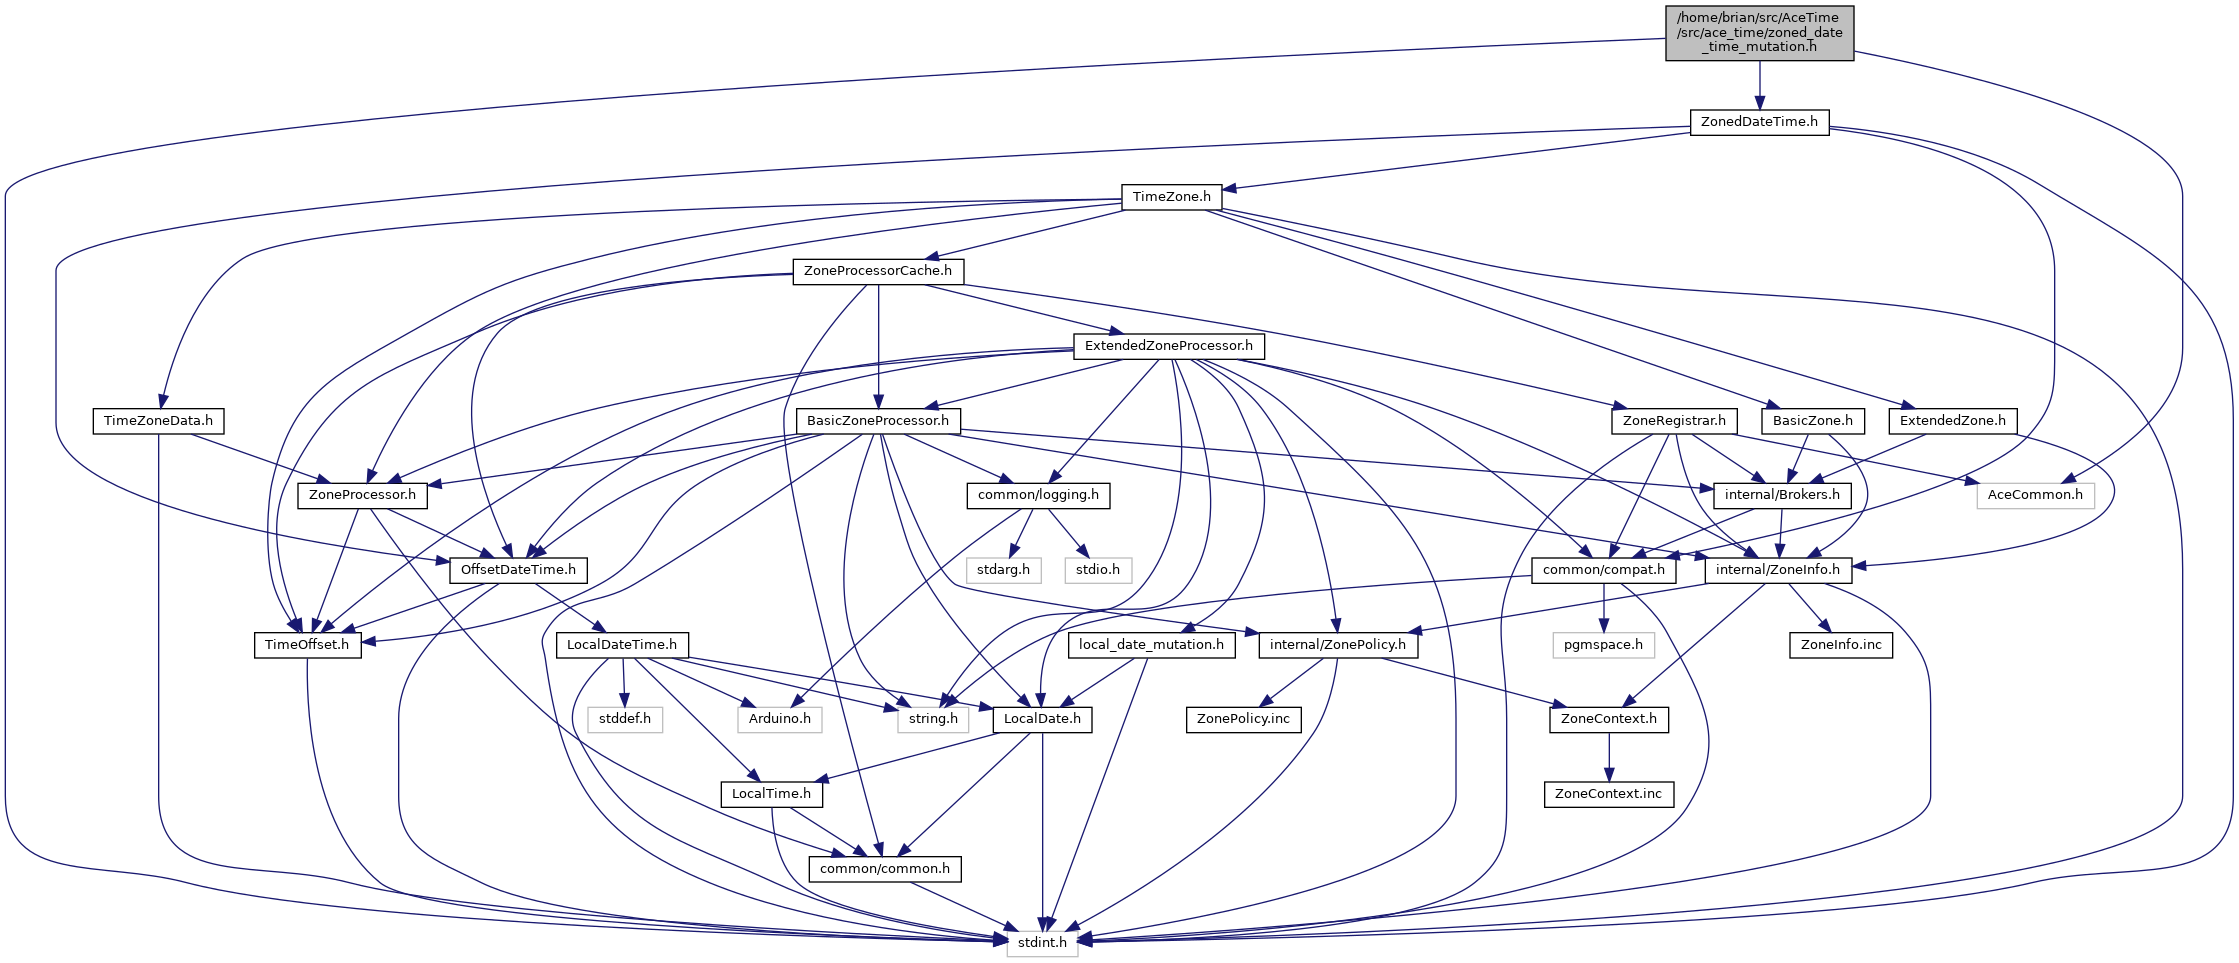 /home/brian/src/AceTime
/src/ace_time/zoned_date
_time_mutation.h
ZonedDateTime.h
TimeZone.h
ZoneProcessorCache.h
ExtendedZoneProcessor.h
TimeZoneData.h
BasicZoneProcessor.h
ZoneRegistrar.h
BasicZone.h
ExtendedZone.h
ZoneProcessor.h
common/logging.h
internal/Brokers.h
AceCommon.h
OffsetDateTime.h
stdarg.h
stdio.h
common/compat.h
internal/ZoneInfo.h
TimeOffset.h
LocalDateTime.h
local_date_mutation.h
internal/ZonePolicy.h
pgmspace.h
ZoneInfo.inc
stddef.h
Arduino.h
string.h
LocalDate.h
ZonePolicy.inc
ZoneContext.h
LocalTime.h
ZoneContext.inc
common/common.h
stdint.h